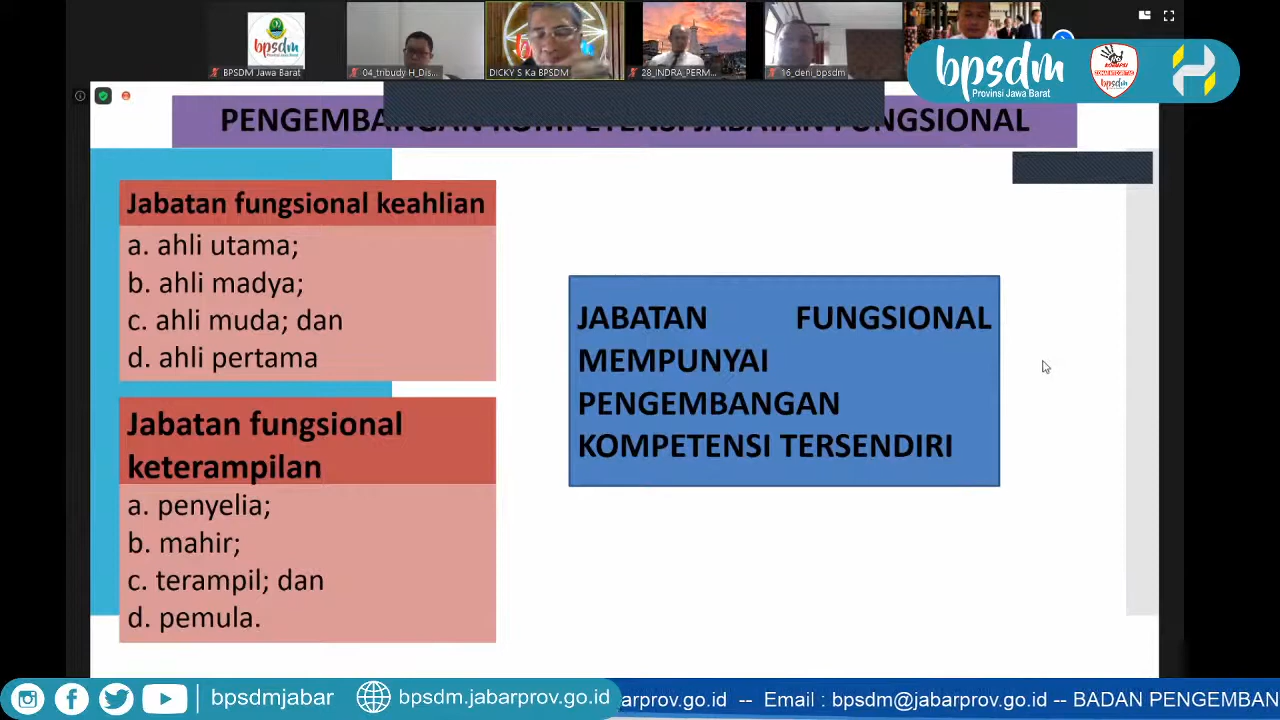 bpsdm
BPSDM Jawa Barat
04_tribudy H_Dis...
DICKY S Ka BPSDM
28_INDRA_PERM...
16_deni_bpsdm
bpsdm
Provinsi Jawa Barat
bpsdm
PENGEMBANGAN KOMPETENSI JABATAN FUNGSIONAL
Jabatan fungsional keahlian
a. ahli utama;
b. ahli madya;
c. ahli muda; dan
d. ahli pertama
JABATAN FUNGSIONAL
MEMPUNYAI
PENGEMBANGAN
KOMPETENSI TERSENDIRI
Jabatan fungsional
keterampilan
a. penyelia;
b. mahir;
c. terampil; dan
d. pemula.
bpsdmjabar bpsdm.jabarprov.go.id arprov.go.id -- Email : bpsdm@jabarprov.go.id -- BADAN PENGEMBAN